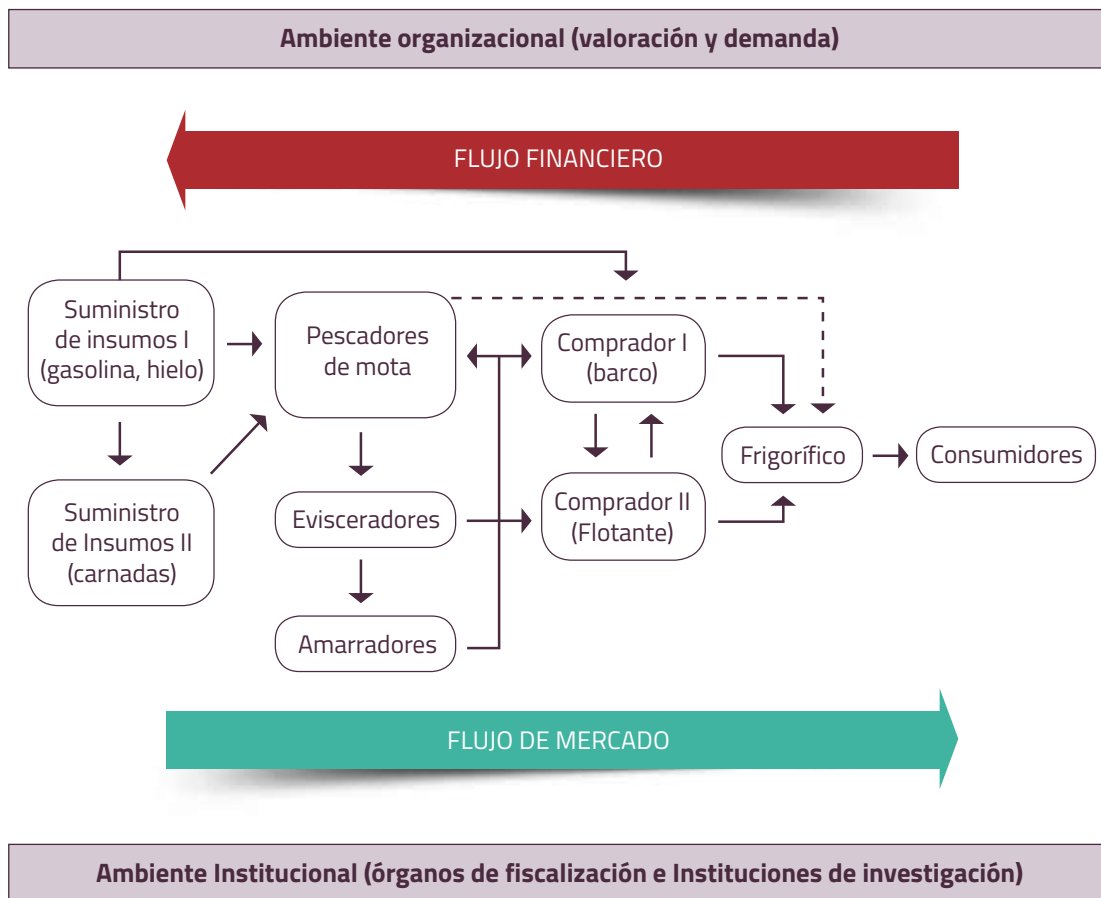 Ambiente organizacional (valoración y demanda)
FLUJO FINANCIERO
Suministro
de insumos I
(gasolina, hielo)
Pescadores
de mota
Comprador I
(barco)
Frigorífico
Consumidores
Suministro
de Insumos II
(carnadas)
Evisceradores
Comprador II
(Flotante)
Amarradores
FLUJO DE MERCADO
Ambiente Institucional (órganos de fiscalización e Instituciones de investigación)